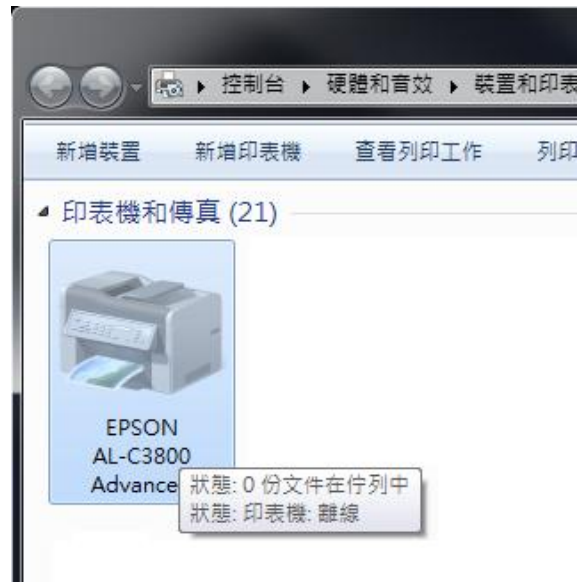 控制台 硬體和音效 裝置和印表
新增裝置 新增印表機 查看列印工作 列印
印表機和傳真 (21)
EPSON
AL-C3800
Advance
狀態: 0 份文件在佇列中
狀態: 印表機: 離線